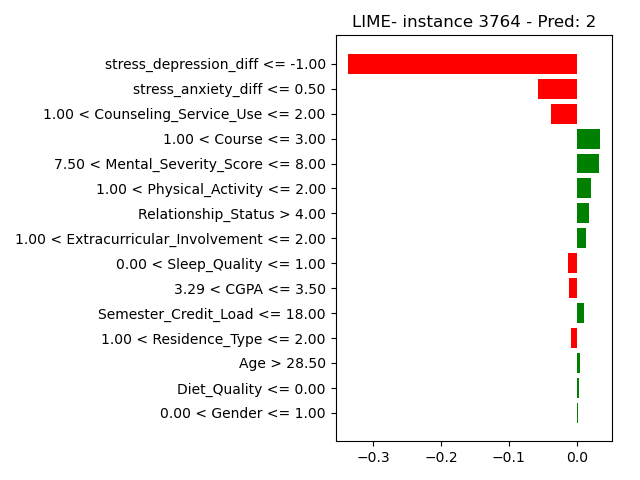 LIME- instance 3764 - Pred: 2
stress_depression_diff <= -1.00
stress_anxiety_diff <= 0.50
1.00 < Counseling_Service_Use <= 2.00
1.00 < Course <= 3.00
7.50 < Mental_Severity_Score <= 8.00
1.00 < Physical_Activity <= 2.00
Relationship_Status > 4.00
1.00 < Extracurricular_Involvement <= 2.00
0.00 < Sleep_Quality <= 1.00
3.29 < CGPA <= 3.50
Semester_Credit_Load <= 18.00
1.00 < Residence_Type <= 2.00
Age > 28.50
Diet_Quality <= 0.00
0.00 < Gender <= 1.00
−0.3 −0.2 −0.1 0.0